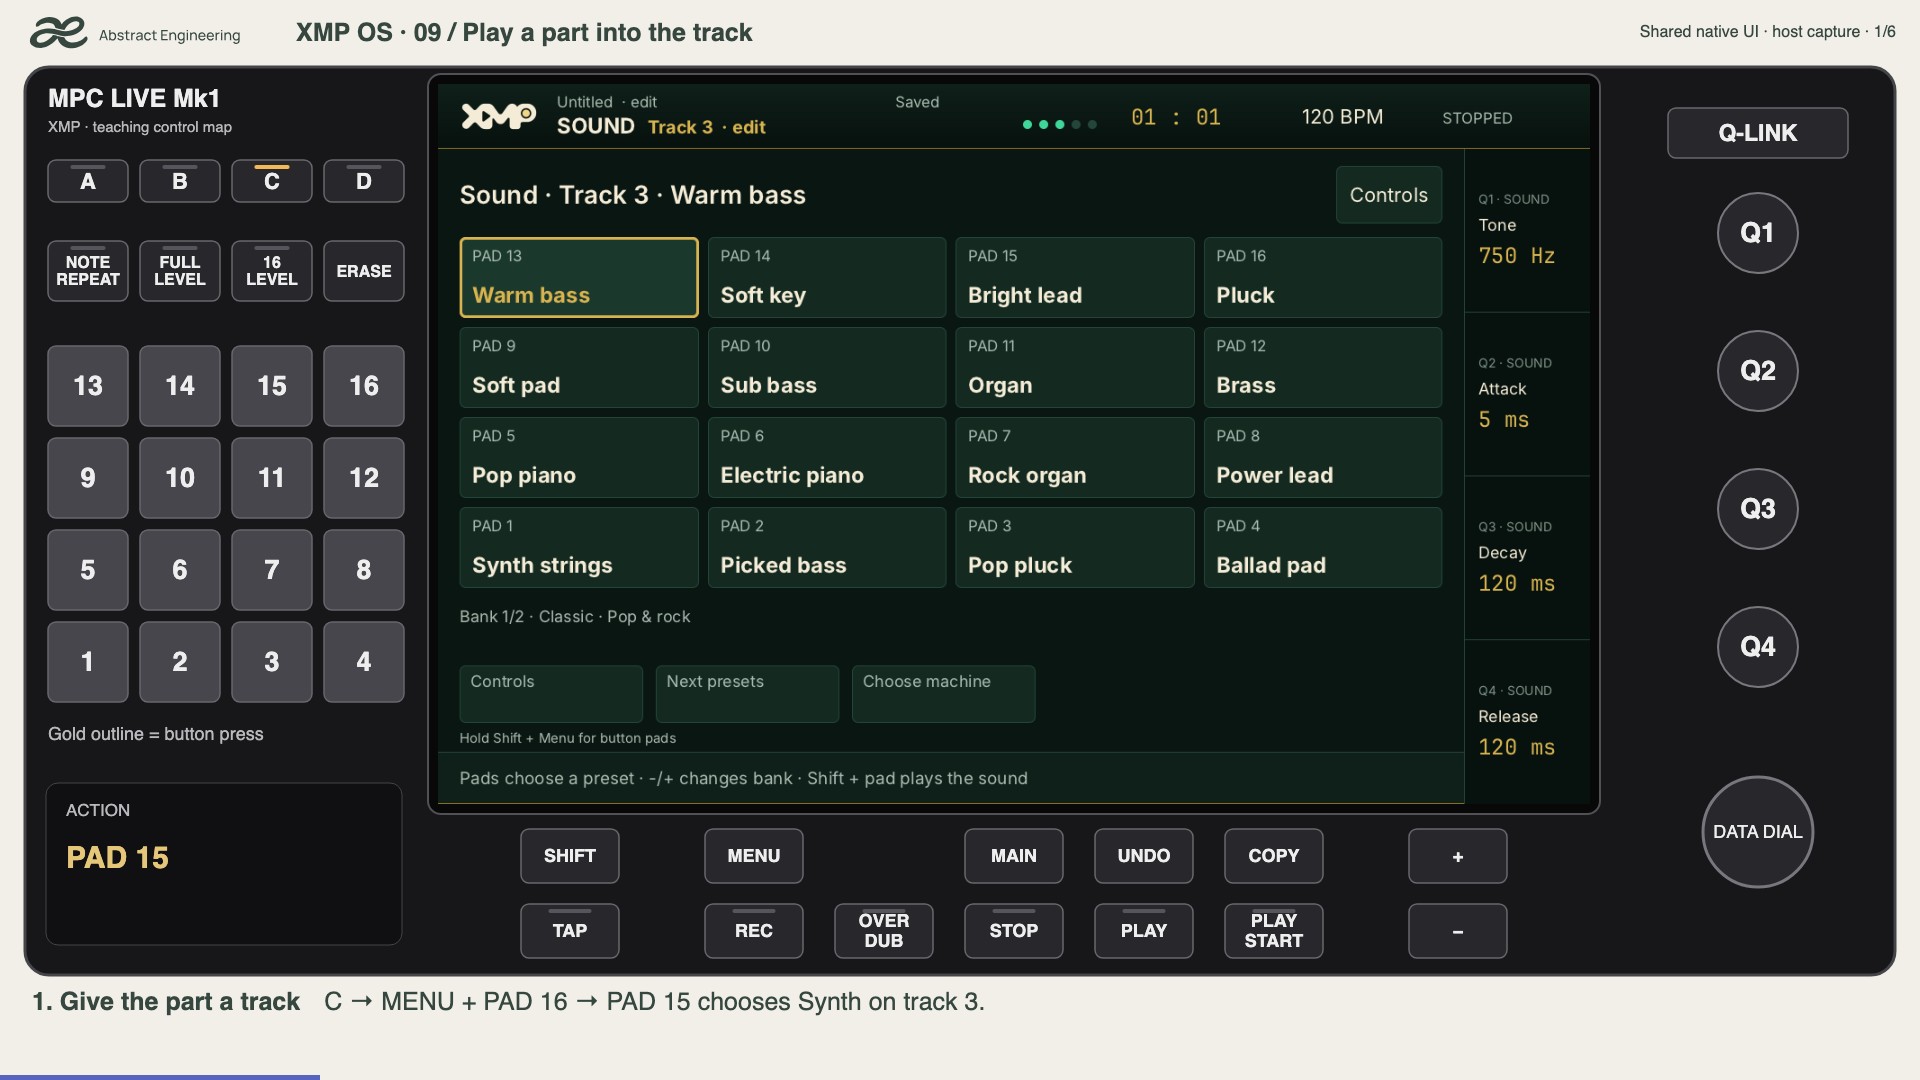 Abstract Engineering
XMP OS · 09 / Play a part into the track
Shared native UI · host capture · 1/6
MPC LIVE Mk1
XMP · teaching control map
A
B
C
D
NOTE REPEAT
FULL LEVEL
16 LEVEL
ERASE
13
14
15
16
9
10
11
12
5
6
7
8
1
2
3
4
Gold outline = button press
ACTION
PAD 15
XMP
Untitled · edit
Saved
SOUND Track 3 · edit
01 : 01
120 BPM
STOPPED
Sound · Track 3 · Warm bass
Controls
PAD 13
Warm bass
PAD 14
Soft key
PAD 15
Bright lead
PAD 16
Pluck
PAD 9
Soft pad
PAD 10
Sub bass
PAD 11
Organ
PAD 12
Brass
PAD 5
Pop piano
PAD 6
Electric piano
PAD 7
Rock organ
PAD 8
Power lead
PAD 1
Synth strings
PAD 2
Picked bass
PAD 3
Pop pluck
PAD 4
Ballad pad
Bank 1/2 · Classic · Pop & rock
Controls
Next presets
Choose machine
Hold Shift + Menu for button pads
Pads choose a preset · -/+ changes bank · Shift + pad plays the sound
Q1 · SOUND
Tone
750 Hz
Q2 · SOUND
Attack
5 ms
Q3 · SOUND
Decay
120 ms
Q4 · SOUND
Release
120 ms
Q-LINK
Q1
Q2
Q3
Q4
DATA DIAL
SHIFT
MENU
MAIN
UNDO
COPY
+
TAP
REC
OVER DUB
STOP
PLAY
PLAY START
−
1. Give the part a track C → MENU + PAD 16 → PAD 15 chooses Synth on track 3.